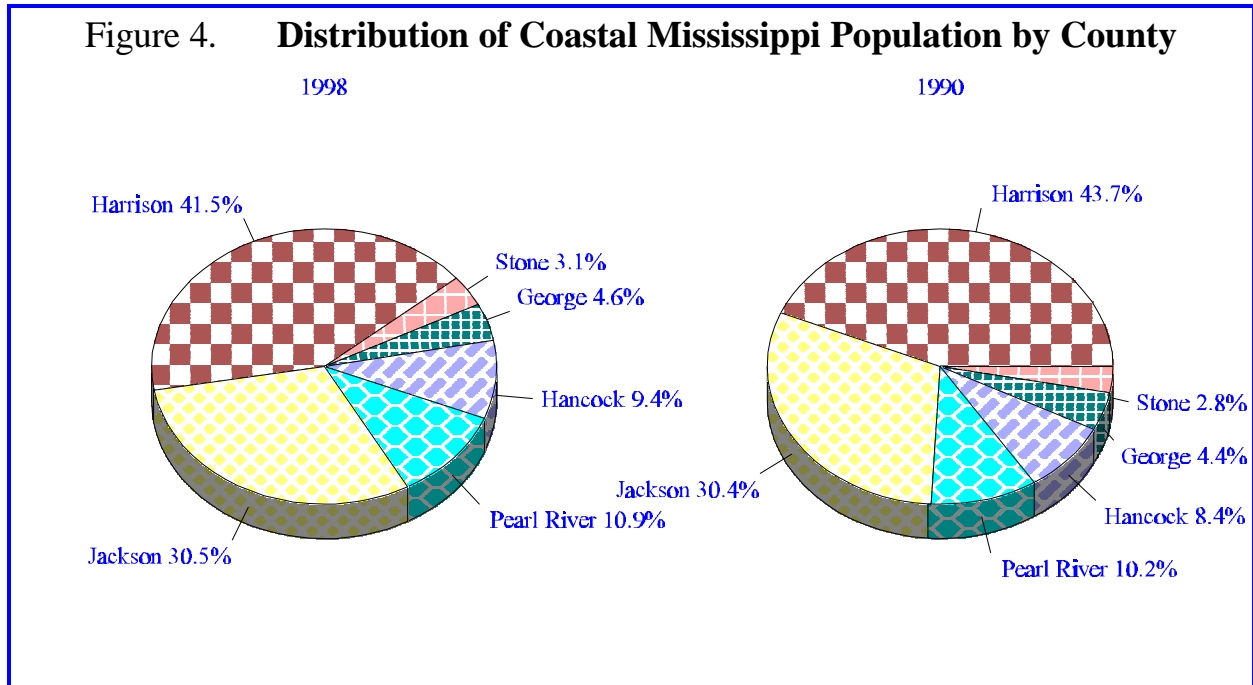 Figure 4. Distribution of Coastal Mississippi Population by County
1998
Harrison 41.5%
Stone 3.1%
George 4.6%
Hancock 9.4%
Pearl River 10.9%
Jackson 30.5%
1990
Harrison 43.7%
Stone 2.8%
George 4.4%
Hancock 8.4%
Pearl River 10.2%
Jackson 30.4%